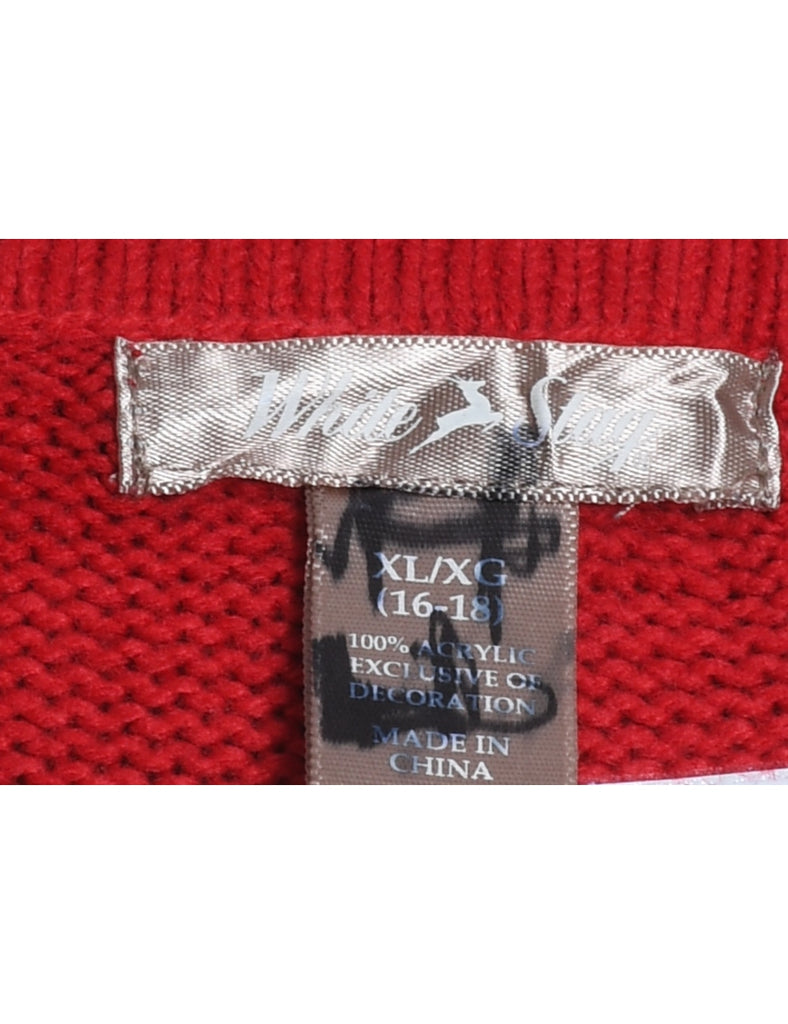 White Stag
XL/XG
(16-18)
100% ACRYLIC
EXCLUSIVE OF
DECORATION
MADE IN
CHINA